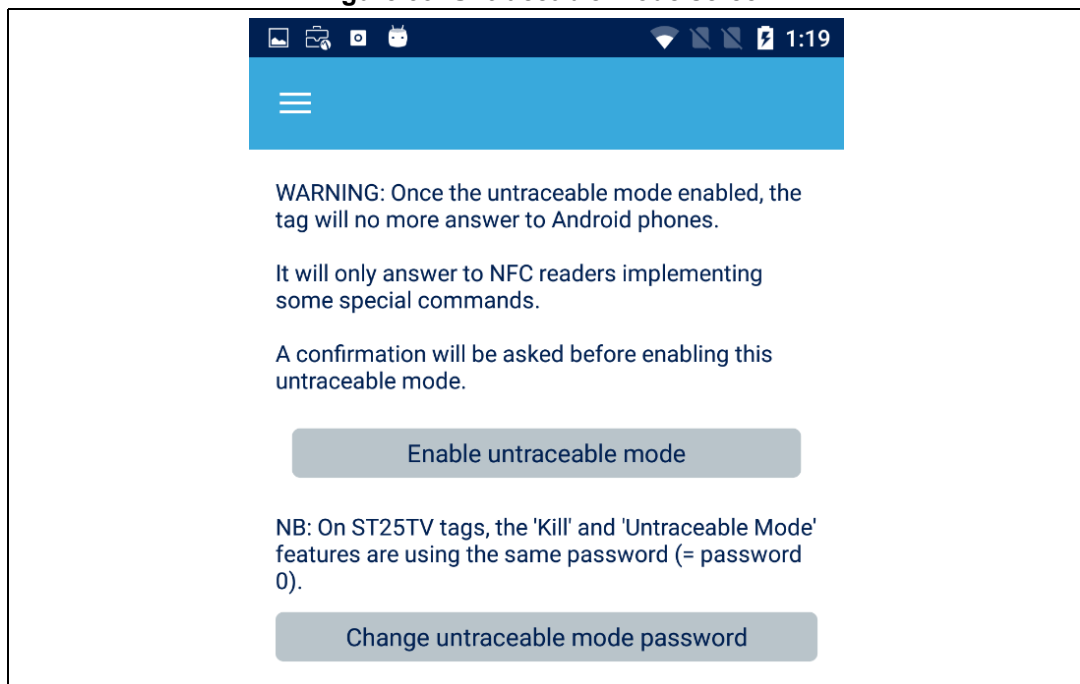 1:19
WARNING: Once the untraceable mode enabled, the
tag will no more answer to Android phones.
It will only answer to NFC readers implementing
some special commands.
A confirmation will be asked before enabling this
untraceable mode.
Enable untraceable mode
NB: On ST25TV tags, the 'Kill' and 'Untraceable Mode'
features are using the same password (= password
0).
Change untraceable mode password